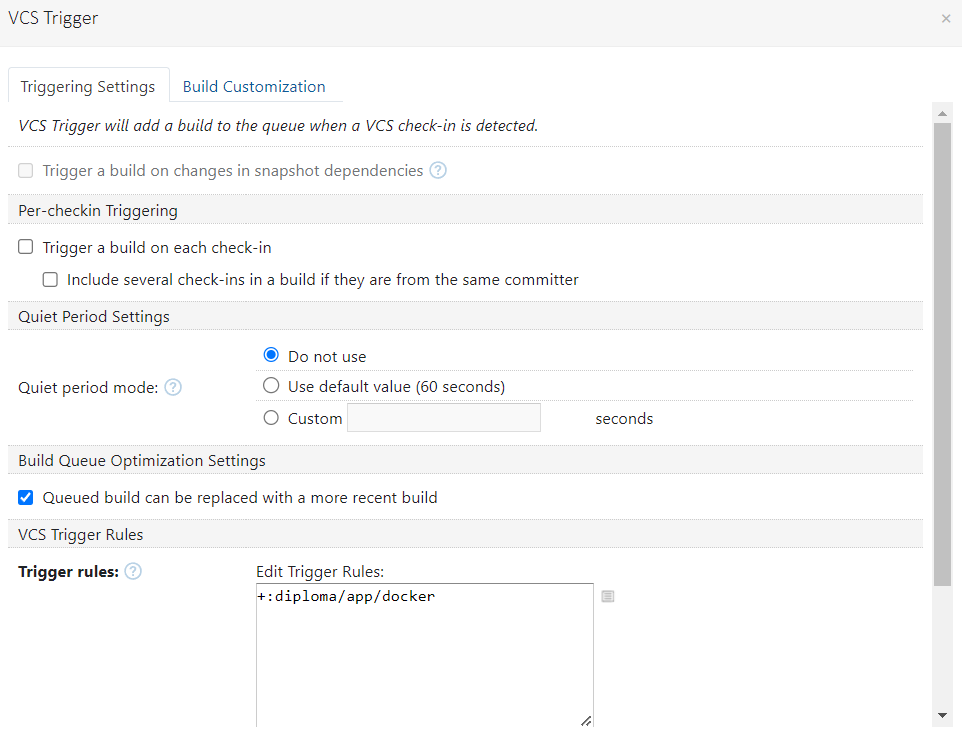 VCS Trigger
Triggering Settings Build Customization
VCS Trigger will add a build to the queue when a VCS check-in is detected.
Trigger a build on changes in snapshot dependencies ?
Per-checkin Triggering
Trigger a build on each check-in
Include several check-ins in a build if they are from the same committer
Quiet Period Settings
Quiet period mode: ?
Do not use
Use default value (60 seconds)
Custom seconds
Build Queue Optimization Settings
Queued build can be replaced with a more recent build
VCS Trigger Rules
Trigger rules: ? Edit Trigger Rules:
+:diploma/app/docker